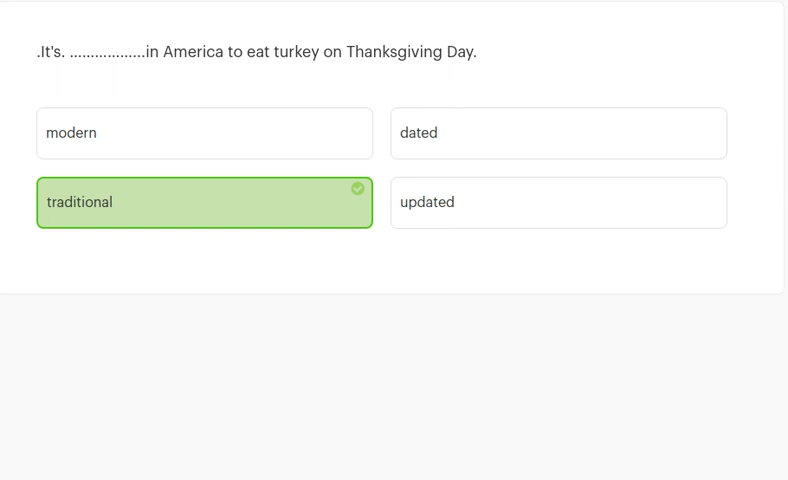 .It's. ..................in America to eat turkey on Thanksgiving Day.
modern
dated
traditional
updated